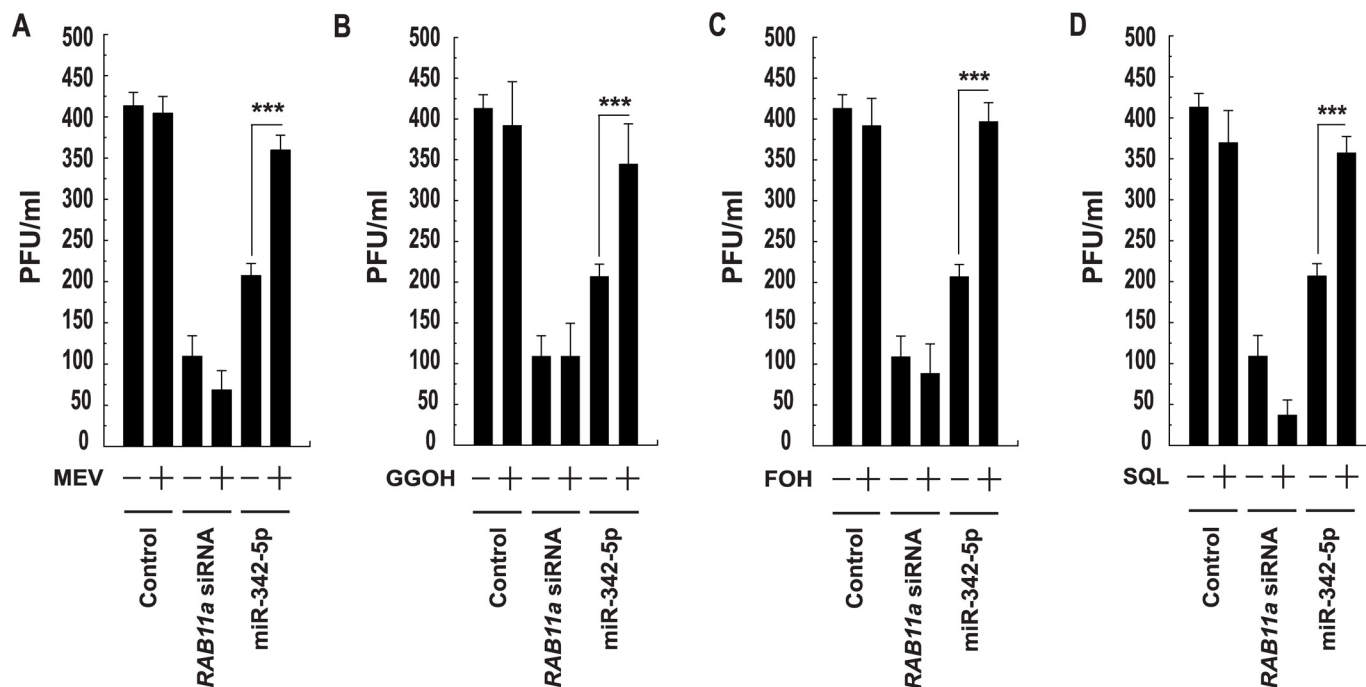 A
PFU/ml
500
450
400
350
300
250
200
150
100
50
0
***
MEV − + − + − +
Control
RAB11a siRNA
miR-342-5p
B
PFU/ml
500
450
400
350
300
250
200
150
100
50
0
***
GGOH − + − + − +
Control
RAB11a siRNA
miR-342-5p
C
PFU/ml
500
450
400
350
300
250
200
150
100
50
0
***
FOH − + − + − +
Control
RAB11a siRNA
miR-342-5p
D
PFU/ml
500
450
400
350
300
250
200
150
100
50
0
***
SQL − + − + − +
Control
RAB11a siRNA
miR-342-5p